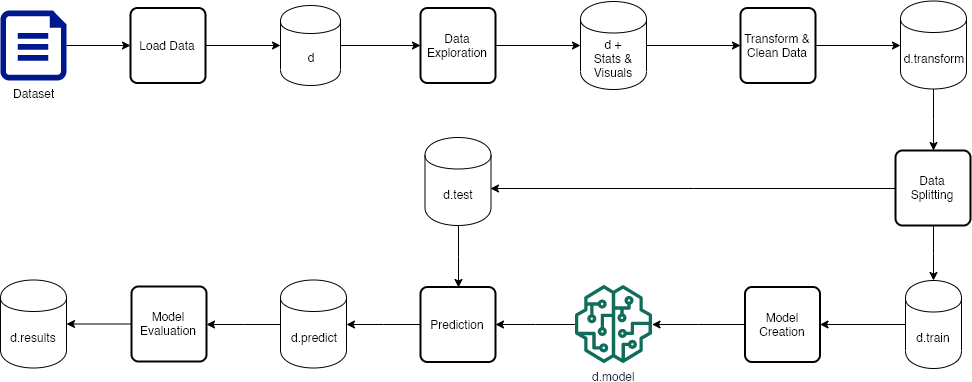 Dataset
Load Data
d
Data
Exploration
d +
Stats &
Visuals
Transform &
Clean Data
d.transform
Data
Splitting
d.test
d.results
Model
Evaluation
d.predict
Prediction
d.model
Model
Creation
d.train